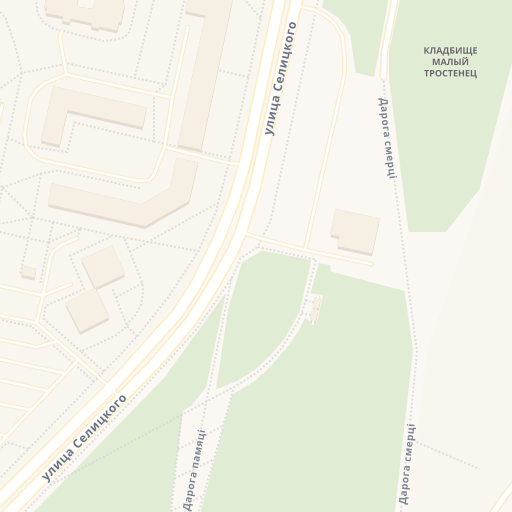 улица Селицкого
КЛАДБИЩЕ
МАЛЫЙ
ТРОСТЕНЕЦ
Дарога смерці
улица Селицкого
Дарога памяці
Дарога смерці